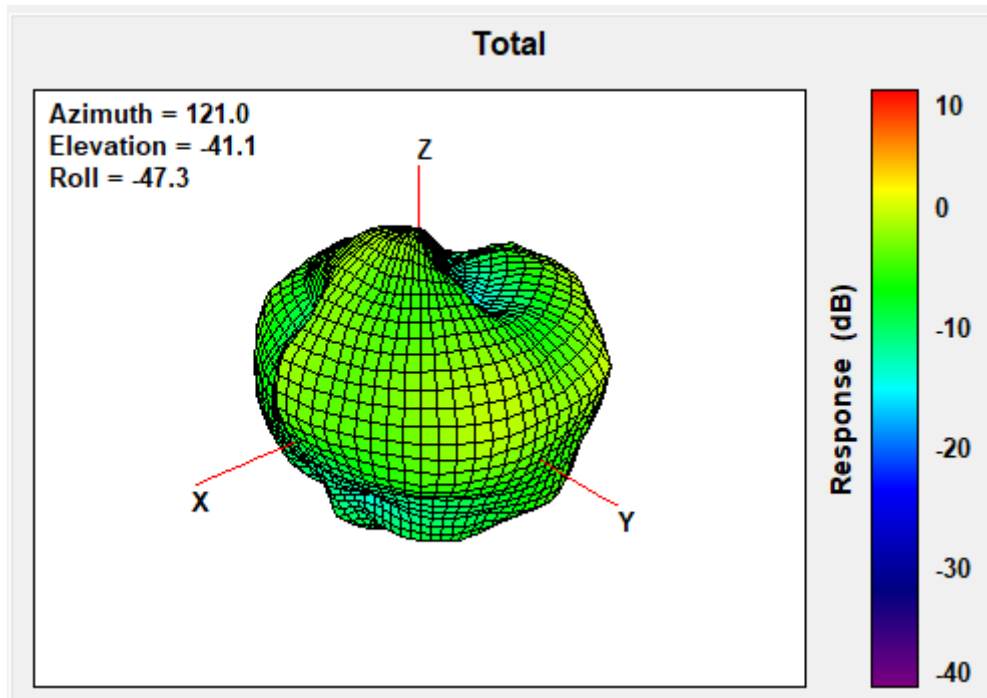 Total
Azimuth = 121.0
Elevation = -41.1
Roll = -47.3
Z
X
Y
10
0
-10
-20
-30
-40
Response (dB)